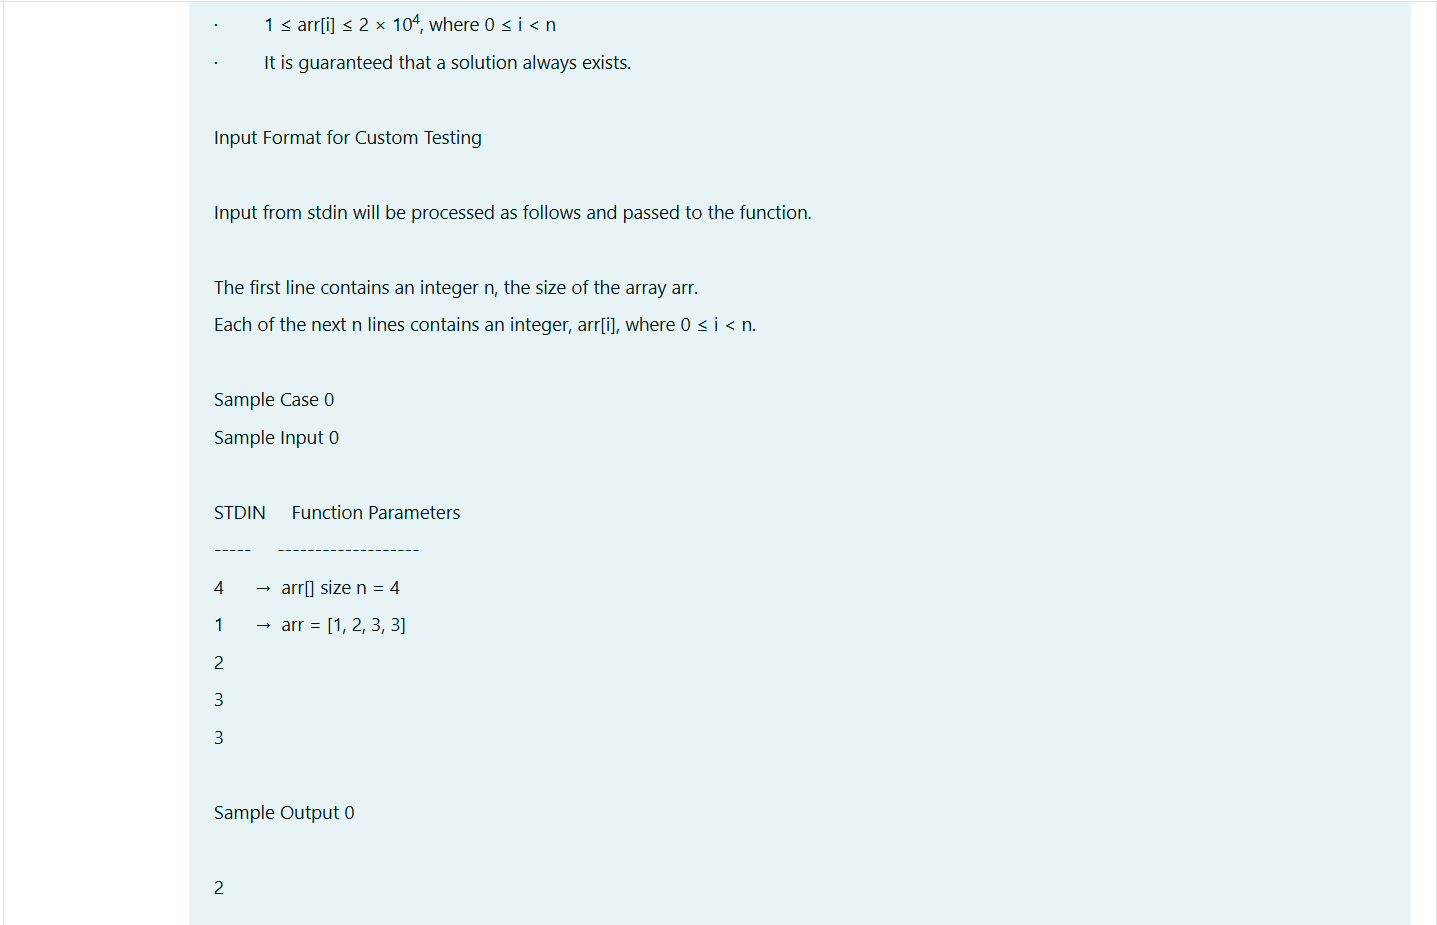 · 1 ≤ arr[i] ≤ 2 × 10⁴, where 0 ≤ i < n
· It is guaranteed that a solution always exists.
Input Format for Custom Testing
Input from stdin will be processed as follows and passed to the function.
The first line contains an integer n, the size of the array arr.
Each of the next n lines contains an integer, arr[i], where 0 ≤ i < n.
Sample Case 0
Sample Input 0
STDIN Function Parameters
----- -------------------
4 → arr[] size n = 4
1 → arr = [1, 2, 3, 3]
2
3
3
Sample Output 0
2